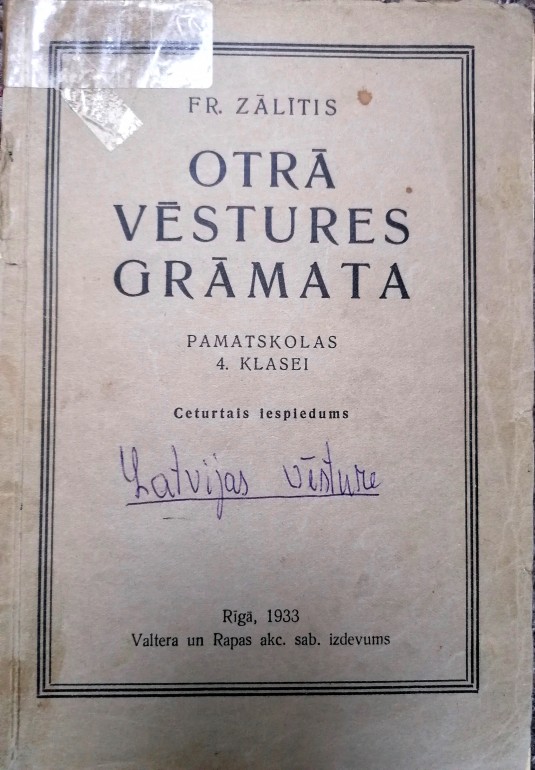 FR. ZĀLĪTIS
OTRĀ
VĒSTURES
GRĀMATA
PAMATSKOLAS
4. KLASEI
Ceturtais iespiedums
Latvijas vēsture
Rīgā, 1933
Valtera un Rapas akc. sab. izdevums